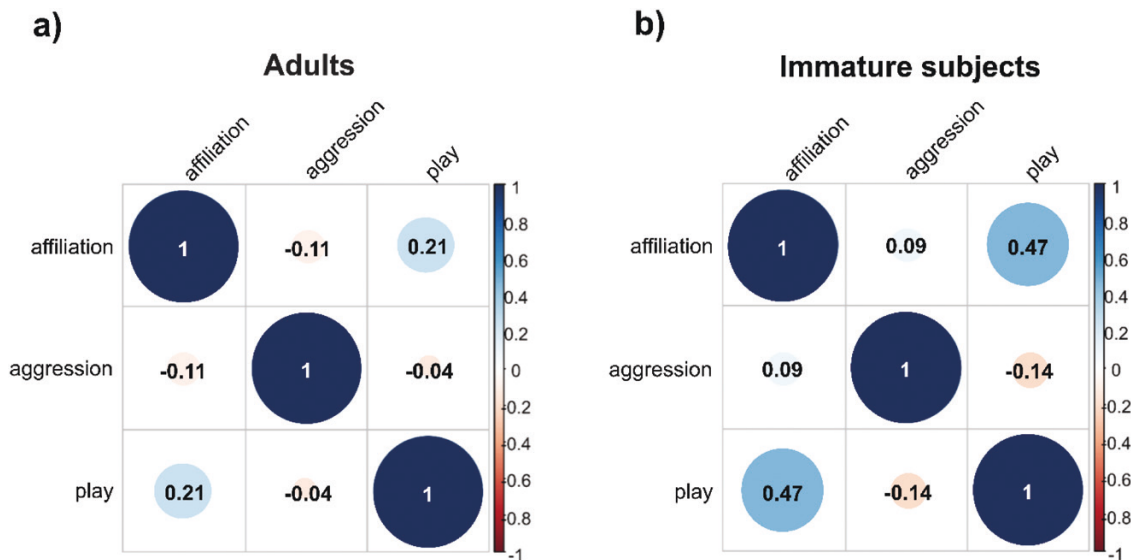 a)
Adults
affiliation
aggression
play
affiliation
1
-0.11
0.21
aggression
-0.11
1
-0.04
play
0.21
-0.04
1
1
0.8
0.6
0.4
0.2
0
-0.2
-0.4
-0.6
-0.8
-1
b)
Immature subjects
affiliation
aggression
play
affiliation
1
0.09
0.47
aggression
0.09
1
-0.14
play
0.47
-0.14
1
1
0.8
0.6
0.4
0.2
0
-0.2
-0.4
-0.6
-0.8
-1